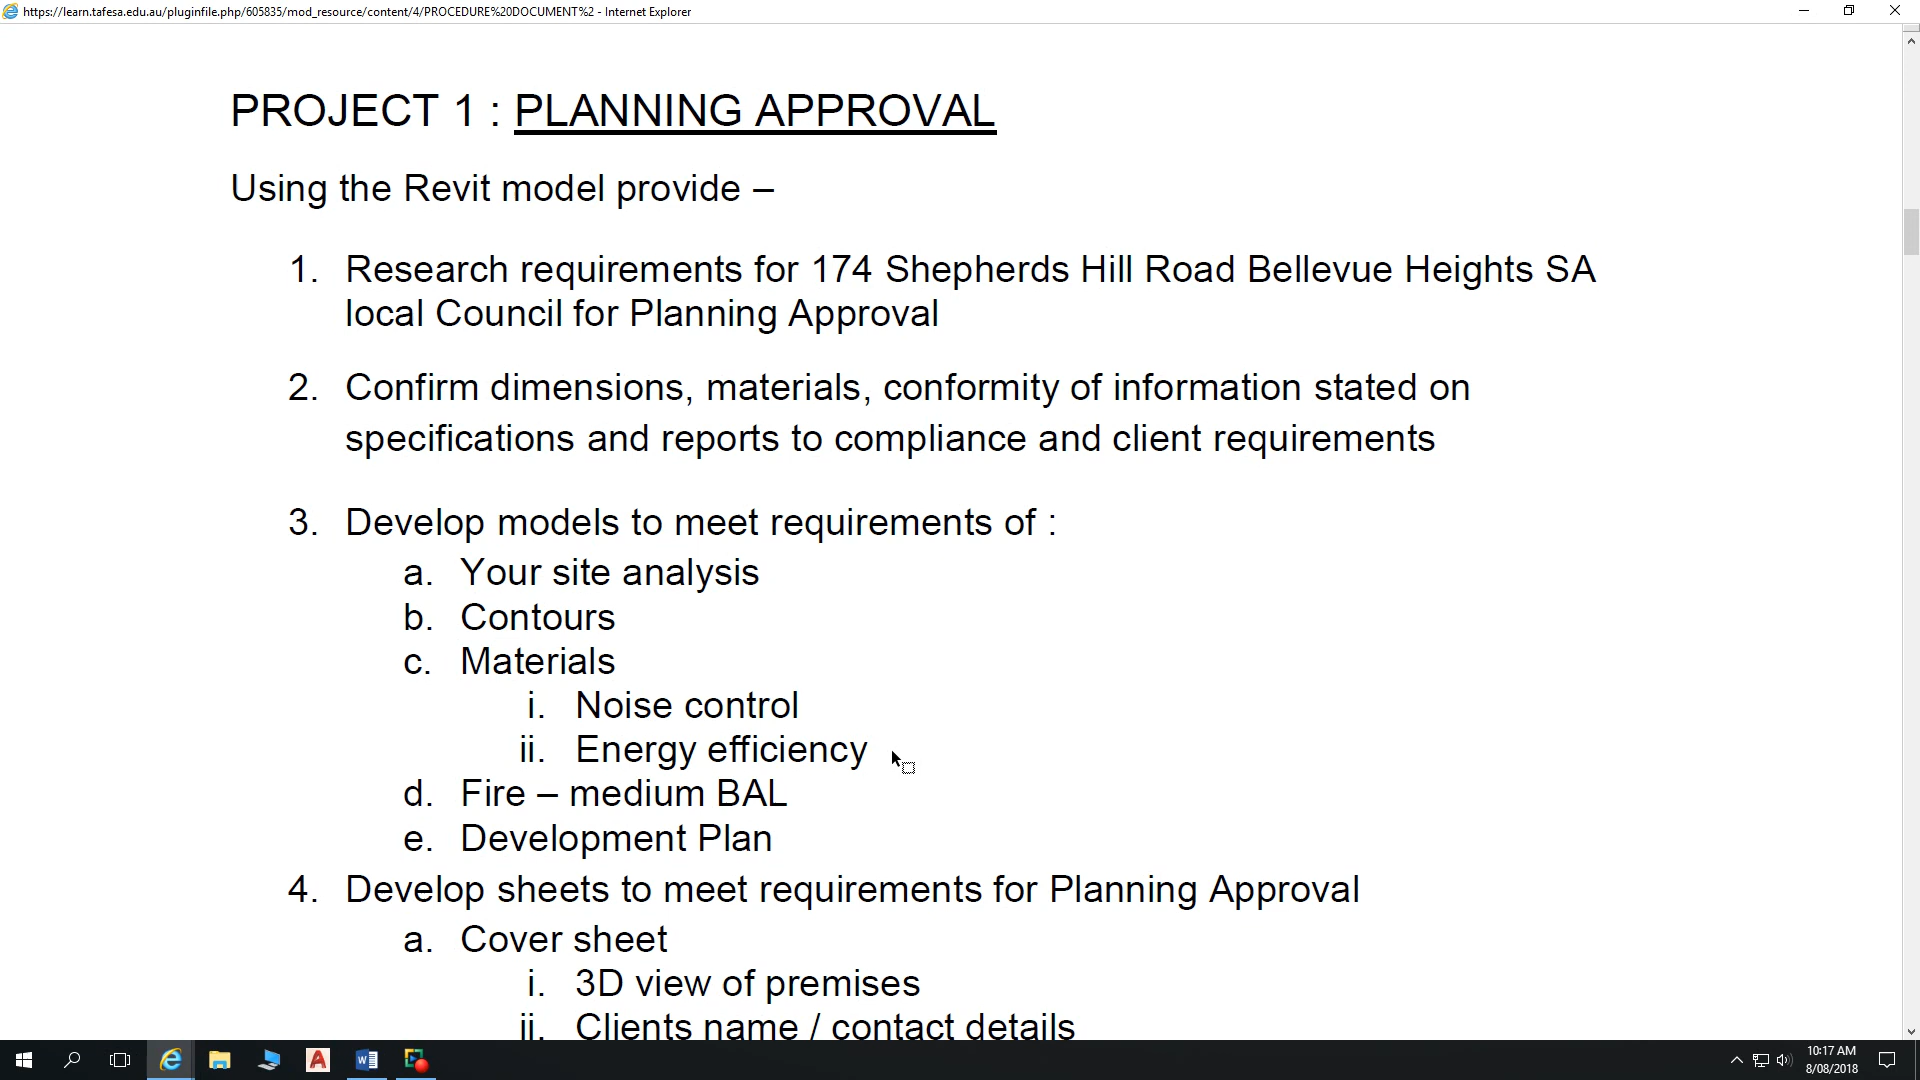 https://learn.tafesa.edu.au/pluginfile.php/605835/mod_resource/content/4/PROCEDURE%20DOCUMENT%2 - Internet Explorer
PROJECT 1 : PLANNING APPROVAL
Using the Revit model provide –
1. Research requirements for 174 Shepherds Hill Road Bellevue Heights SA
local Council for Planning Approval
2. Confirm dimensions, materials, conformity of information stated on
specifications and reports to compliance and client requirements
3. Develop models to meet requirements of :
a. Your site analysis
b. Contours
c. Materials
i. Noise control
ii. Energy efficiency
d. Fire – medium BAL
e. Development Plan
4. Develop sheets to meet requirements for Planning Approval
a. Cover sheet
i. 3D view of premises
ii. Clients name / contact details
10:17 AM
8/08/2018